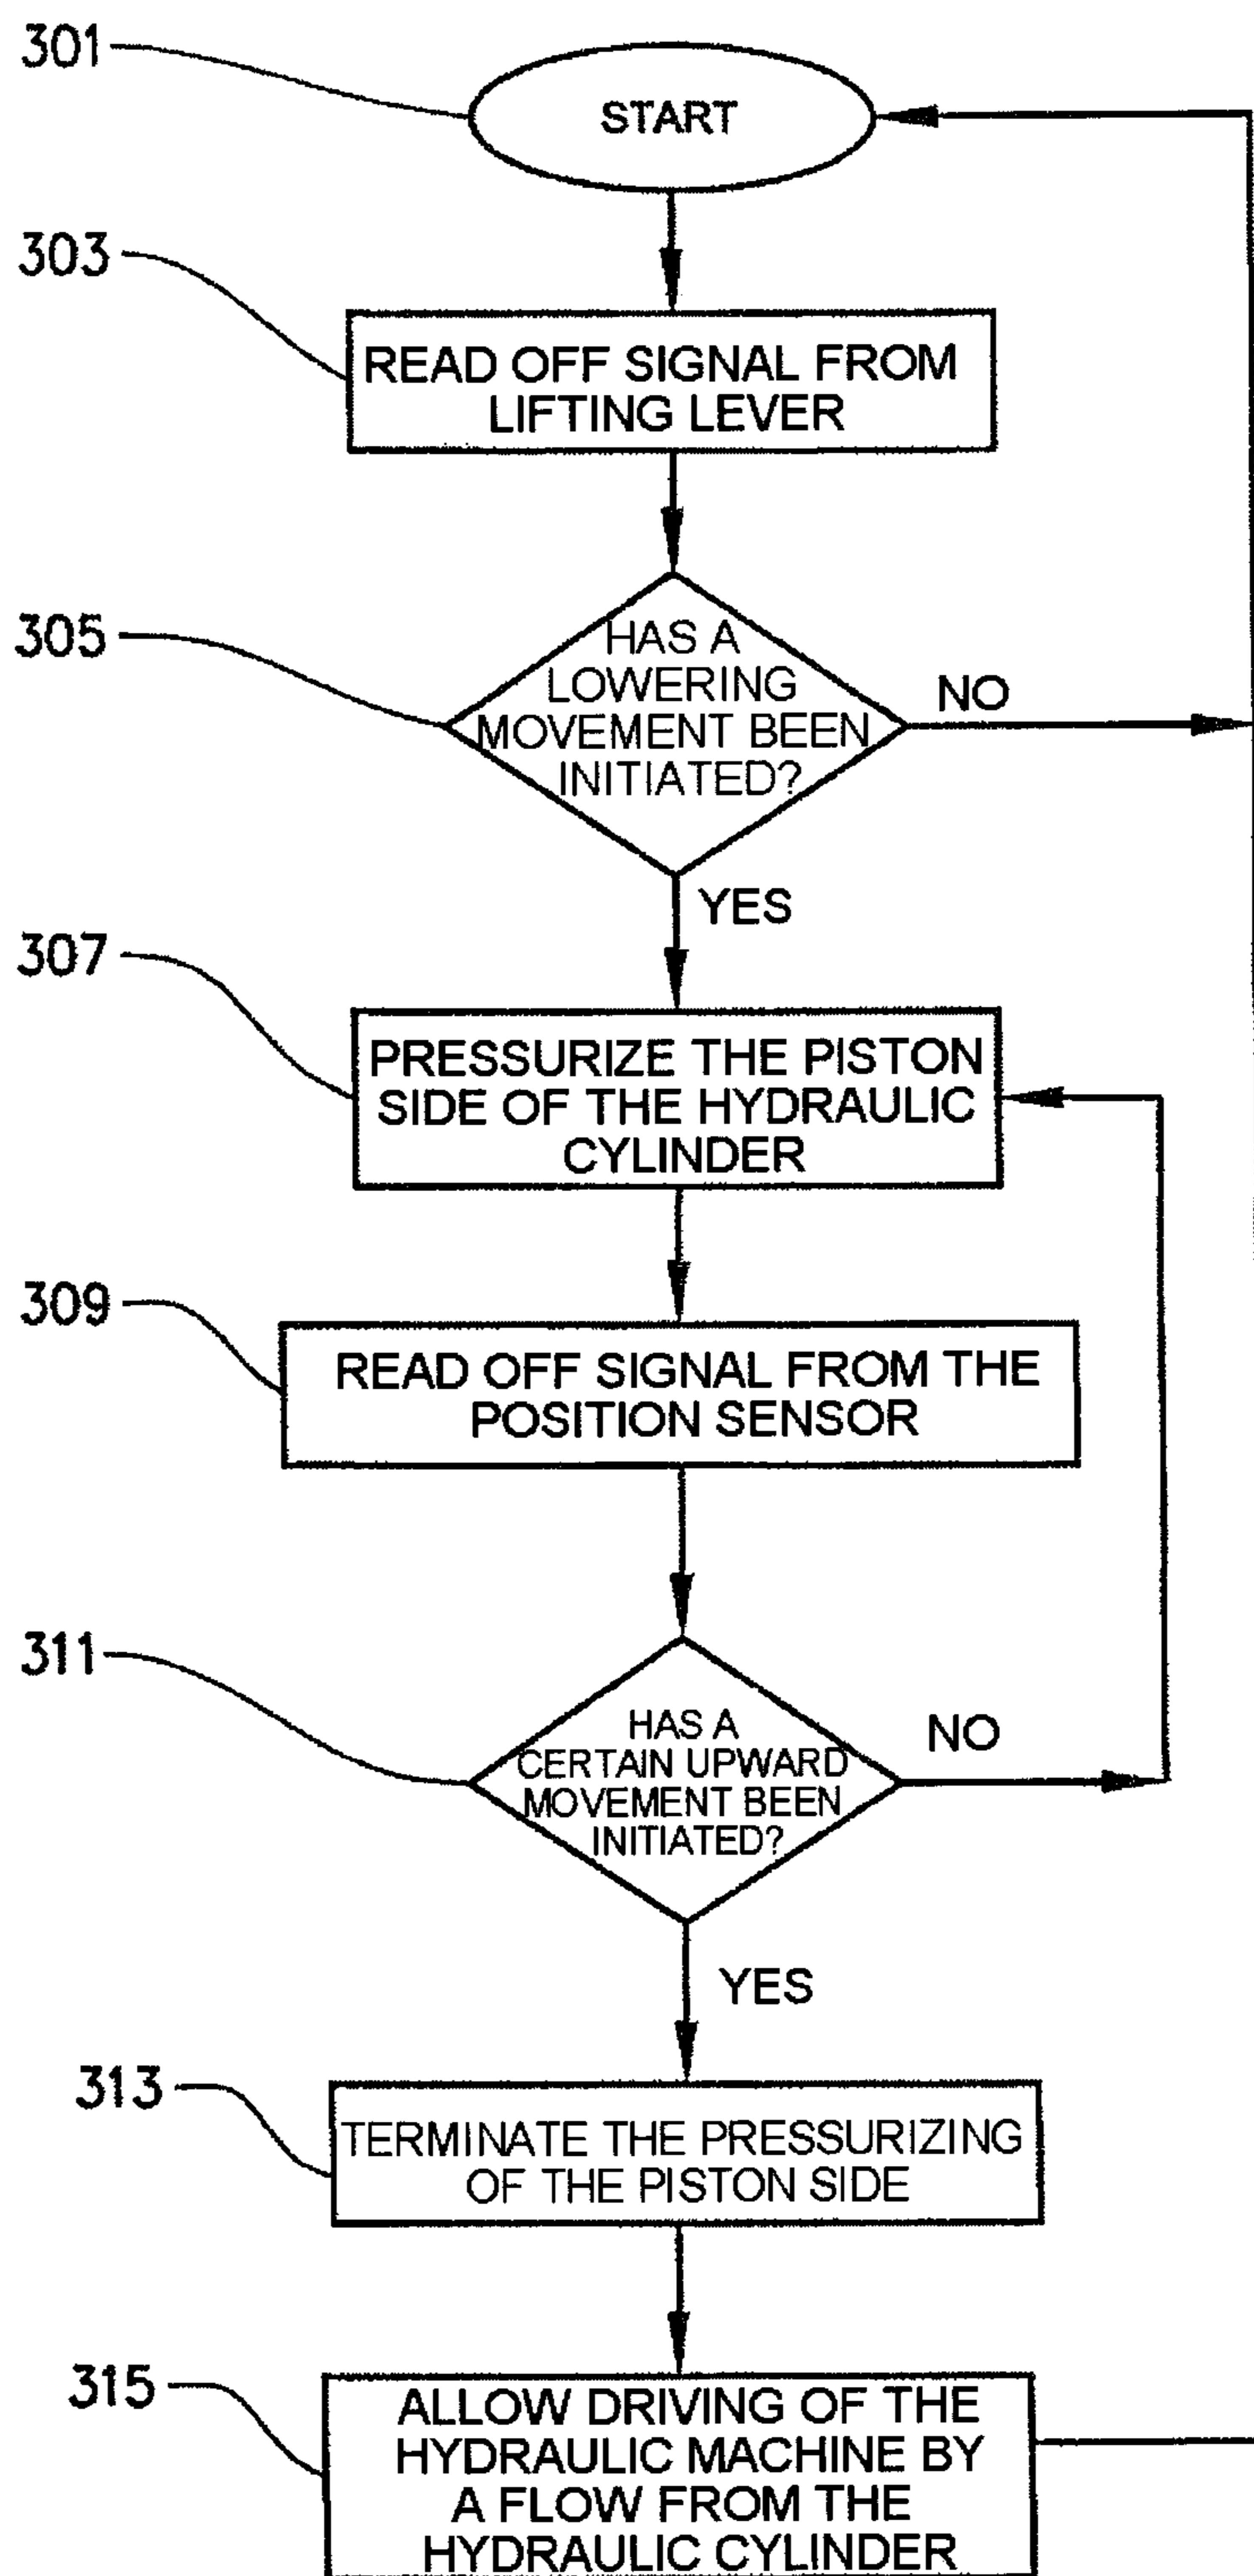 301
START
303
READ OFF SIGNAL FROM
LIFTING LEVER
305
HAS A
LOWERING
MOVEMENT BEEN
INITIATED?
NO
YES
307
PRESSURIZE THE PISTON
SIDE OF THE HYDRAULIC
CYLINDER
309
READ OFF SIGNAL FROM THE
POSITION SENSOR
311
HAS A
CERTAIN UPWARD
MOVEMENT BEEN
INITIATED?
NO
YES
313
TERMINATE THE PRESSURIZING
OF THE PISTON SIDE
315
ALLOW DRIVING OF THE
HYDRAULIC MACHINE BY
A FLOW FROM THE
HYDRAULIC CYLINDER